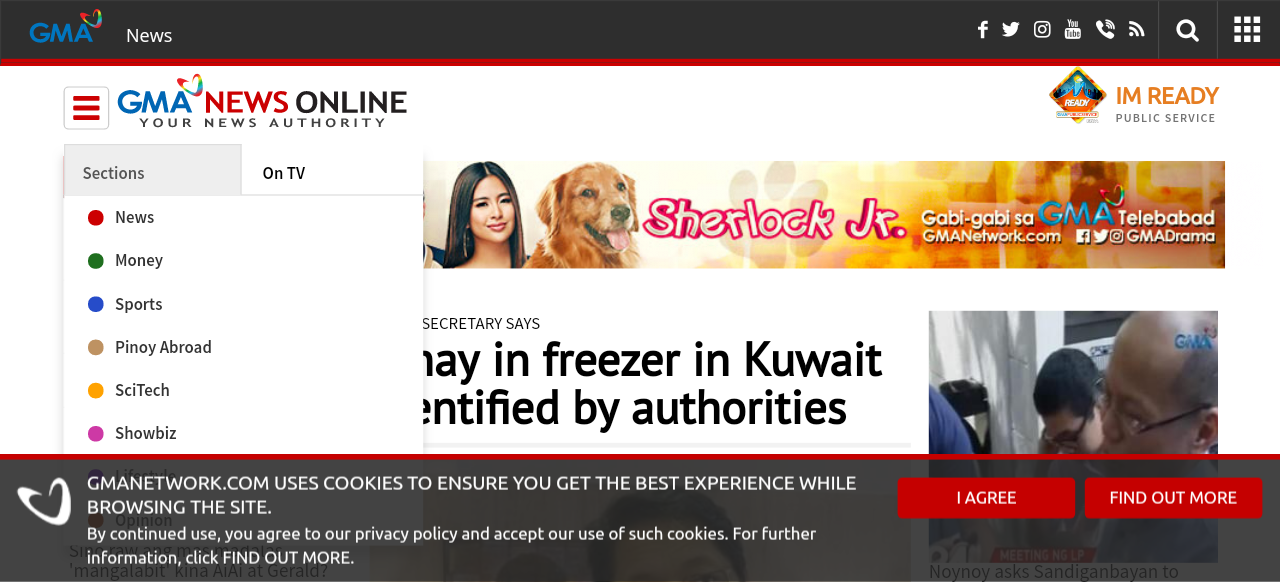 GMA News
You Tube
GMA NEWS ONLINE
YOUR NEWS AUTHORITY
READY
IM READY
PUBLIC SERVICE
Sections
On TV
News
Money
Sports
Pinoy Abroad
SciTech
Showbiz
Lifestyle
Opinion
Sherlock Jr.
Gabi-gabi sa GMA Telebabad
GMANetwork.com GMADrama
SECRETARY SAYS
nay in freezer in Kuwait
entified by authorities
GMA
GMANETWORK.COM USES COOKIES TO ENSURE YOU GET THE BEST EXPERIENCE WHILE
BROWSING THE SITE.
By continued use, you agree to our privacy policy and accept our use of such cookies. For further
information, click FIND OUT MORE.
I AGREE
FIND OUT MORE
'mangalabit' kina AiAi at Gerald?
MEETING NG LP
Noynoy asks Sandiganbayan to